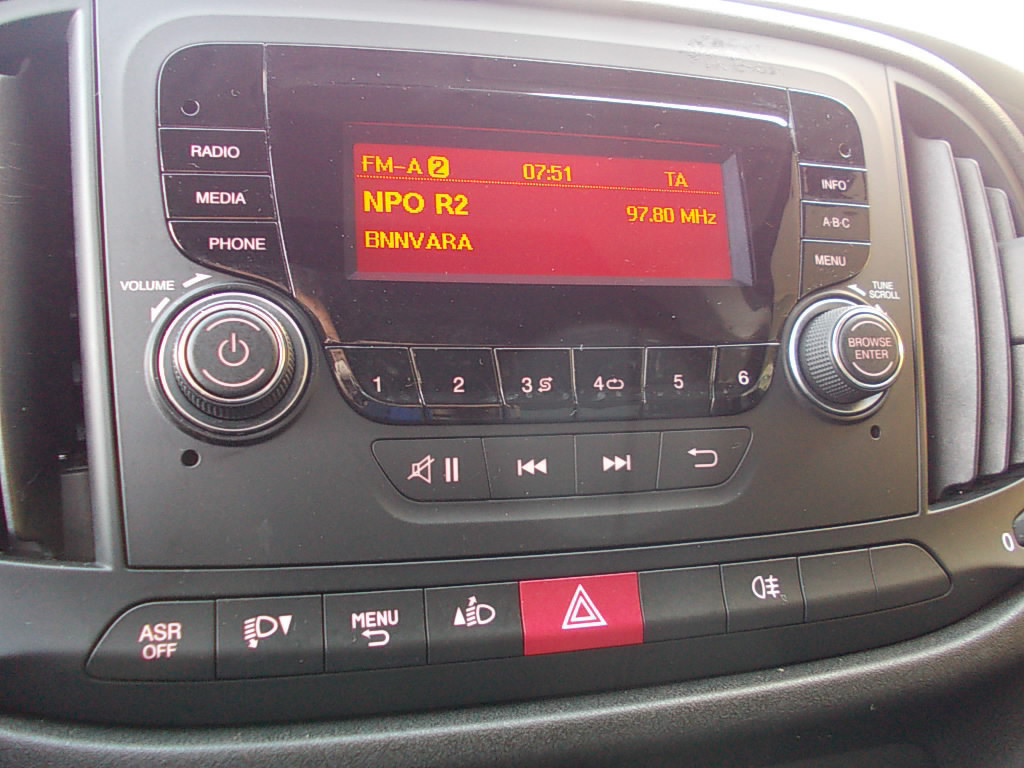 RADIO
MEDIA
PHONE
VOLUME
FM-A 2 07:51 TA
NPO R2 97.80 MHz
BNNVARA
INFO
A·B·C
MENU
TUNE
SCROLL
BROWSE
ENTER
1 2 3 4 5 6
0
ASR
OFF
MENU